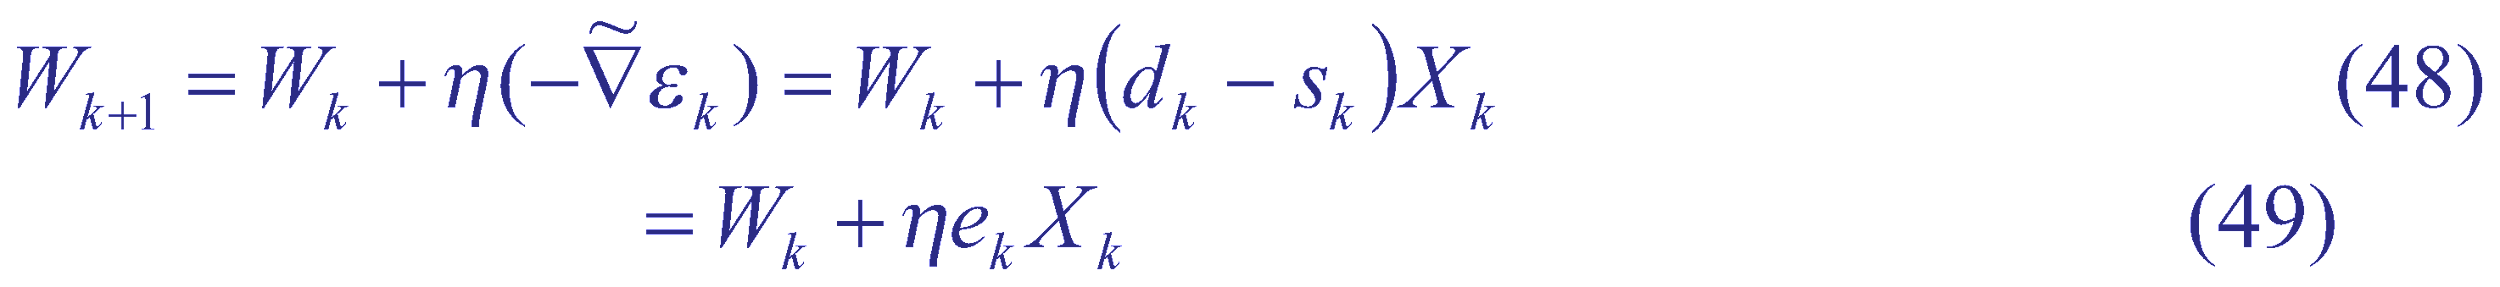 W_{k+1} = W_k + η(−∇̃ε_k) = W_k + η(d_k − s_k)X_k (48)
= W_k + ηe_k X_k (49)